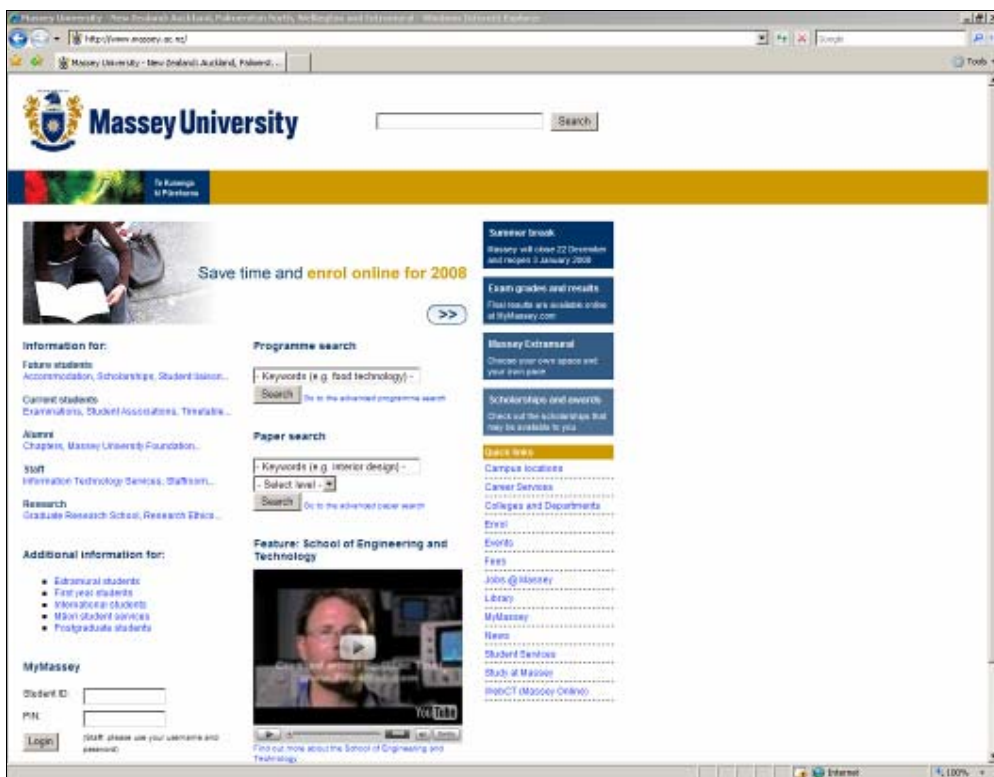 Massey University - New Zealand: Auckland, Palmerston North, Wellington and Extramural - Windows Internet Explorer
http://www.massey.ac.nz/
Google
Massey University - New Zealand: Auckland, Palmerst...
Tools
Massey University
Search
Te Kunenga
ki Pūrehuroa
Save time and enrol online for 2008
>>
Information for:
Future students
Accommodation, Scholarships, Student liaison...
Current students
Examinations, Student Associations, Timetable...
Alumni
Chapters, Massey University Foundation...
Staff
Information Technology Services, Staffroom...
Research
Graduate Research School, Research Ethics...
Additional information for:
Extramural students
First year students
International students
Māori student services
Postgraduate students
MyMassey
Student ID:
PIN:
Login
(Staff: please use your username and
password)
Programme search
- Keywords (e.g. food technology) -
Search
Go to the advanced programme search
Paper search
- Keywords (e.g. interior design) -
- Select level -
Search
Go to the advanced paper search
Feature: School of Engineering and
Technology
YouTube
Find out more about the School of Engineering and
Technology
Summer break
Massey will close 22 December
and reopen 3 January 2008
Exam grades and results
Final results are available online
at MyMassey.com
Massey Extramural
Choose your own space and
your own pace
Scholarships and awards
Check out the scholarships that
may be available to you
Quick links
Campus locations
Career Services
Colleges and Departments
Enrol
Events
Fees
Jobs @ Massey
Library
MyMassey
News
Student Services
Study at Massey
WebCT (Massey Online)
Internet
100%